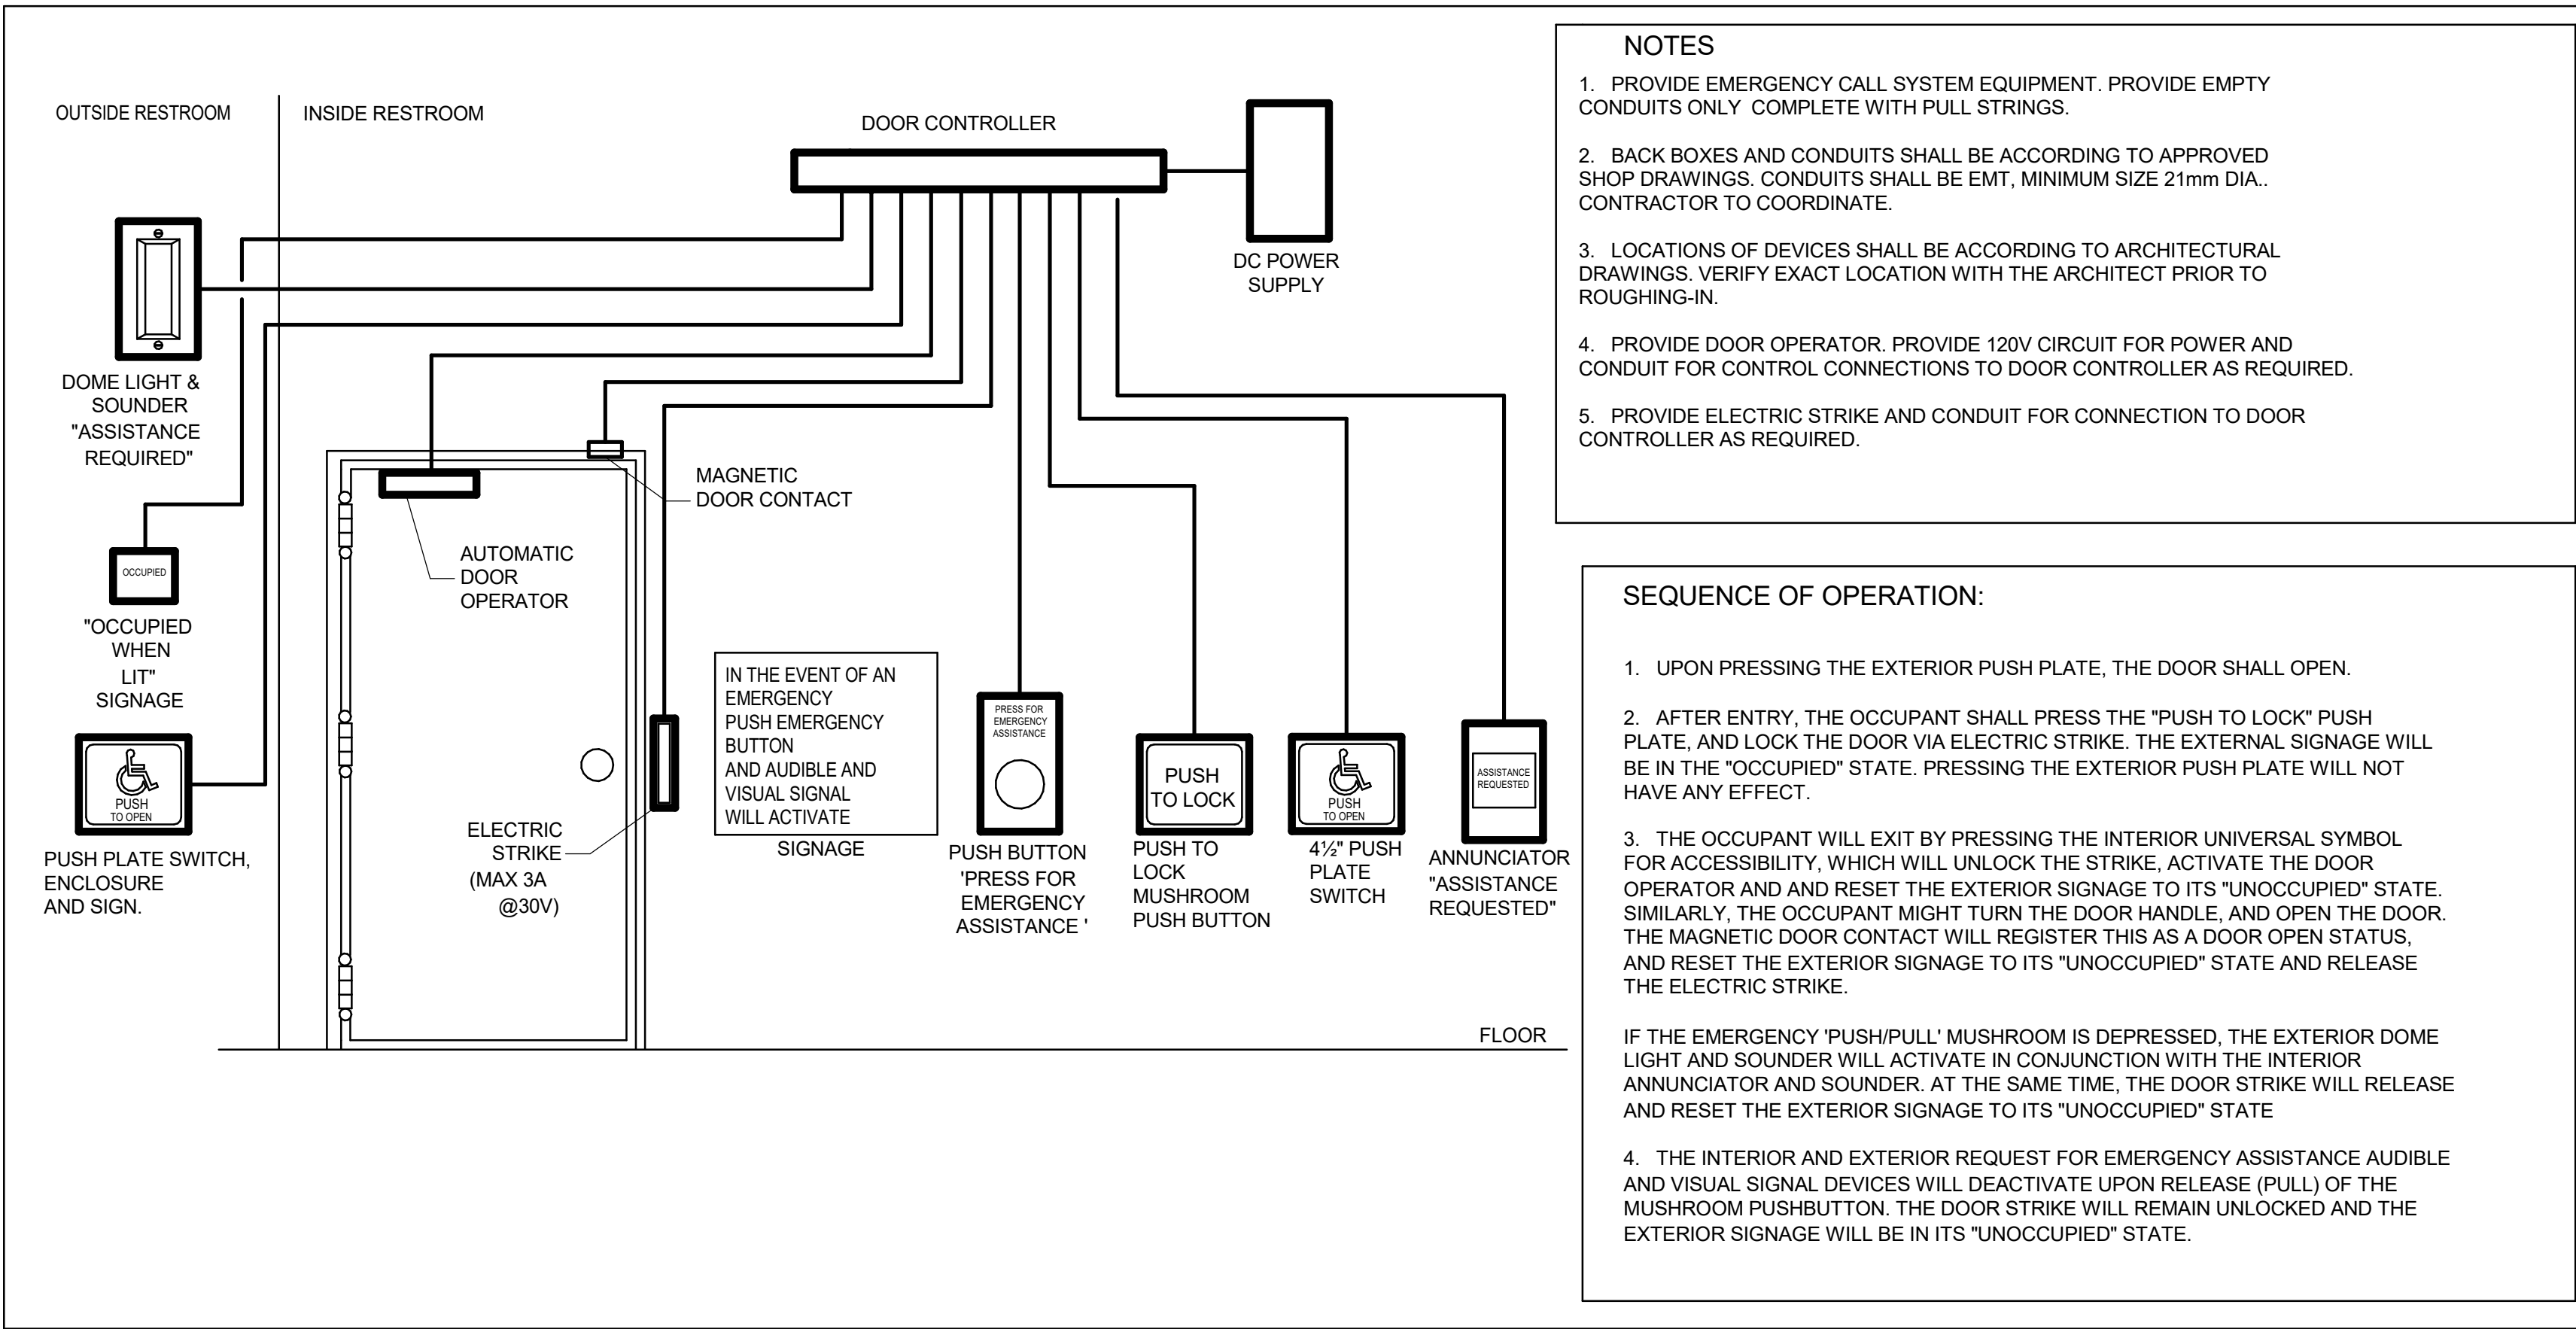 OUTSIDE RESTROOM
INSIDE RESTROOM
DOOR CONTROLLER
DC POWER
SUPPLY
DOME LIGHT &
SOUNDER
"ASSISTANCE
REQUIRED"
OCCUPIED
"OCCUPIED
WHEN
LIT"
SIGNAGE
PUSH
TO OPEN
PUSH PLATE SWITCH,
ENCLOSURE
AND SIGN.
MAGNETIC
DOOR CONTACT
AUTOMATIC
DOOR
OPERATOR
ELECTRIC
STRIKE
(MAX 3A
@30V)
IN THE EVENT OF AN
EMERGENCY
PUSH EMERGENCY
BUTTON
AND AUDIBLE AND
VISUAL SIGNAL
WILL ACTIVATE
SIGNAGE
PRESS FOR
EMERGENCY
ASSISTANCE
PUSH BUTTON
'PRESS FOR
EMERGENCY
ASSISTANCE '
PUSH
TO LOCK
PUSH TO
LOCK
MUSHROOM
PUSH BUTTON
PUSH
TO OPEN
4½" PUSH
PLATE
SWITCH
ASSISTANCE
REQUESTED
ANNUNCIATOR
"ASSISTANCE
REQUESTED"
FLOOR
NOTES
1. PROVIDE EMERGENCY CALL SYSTEM EQUIPMENT. PROVIDE EMPTY
CONDUITS ONLY COMPLETE WITH PULL STRINGS.
2. BACK BOXES AND CONDUITS SHALL BE ACCORDING TO APPROVED
SHOP DRAWINGS. CONDUITS SHALL BE EMT, MINIMUM SIZE 21mm DIA..
CONTRACTOR TO COORDINATE.
3. LOCATIONS OF DEVICES SHALL BE ACCORDING TO ARCHITECTURAL
DRAWINGS. VERIFY EXACT LOCATION WITH THE ARCHITECT PRIOR TO
ROUGHING-IN.
4. PROVIDE DOOR OPERATOR. PROVIDE 120V CIRCUIT FOR POWER AND
CONDUIT FOR CONTROL CONNECTIONS TO DOOR CONTROLLER AS REQUIRED.
5. PROVIDE ELECTRIC STRIKE AND CONDUIT FOR CONNECTION TO DOOR
CONTROLLER AS REQUIRED.
SEQUENCE OF OPERATION:
1. UPON PRESSING THE EXTERIOR PUSH PLATE, THE DOOR SHALL OPEN.
2. AFTER ENTRY, THE OCCUPANT SHALL PRESS THE "PUSH TO LOCK" PUSH
PLATE, AND LOCK THE DOOR VIA ELECTRIC STRIKE. THE EXTERNAL SIGNAGE WILL
BE IN THE "OCCUPIED" STATE. PRESSING THE EXTERIOR PUSH PLATE WILL NOT
HAVE ANY EFFECT.
3. THE OCCUPANT WILL EXIT BY PRESSING THE INTERIOR UNIVERSAL SYMBOL
FOR ACCESSIBILITY, WHICH WILL UNLOCK THE STRIKE, ACTIVATE THE DOOR
OPERATOR AND AND RESET THE EXTERIOR SIGNAGE TO ITS "UNOCCUPIED" STATE.
SIMILARLY, THE OCCUPANT MIGHT TURN THE DOOR HANDLE, AND OPEN THE DOOR.
THE MAGNETIC DOOR CONTACT WILL REGISTER THIS AS A DOOR OPEN STATUS,
AND RESET THE EXTERIOR SIGNAGE TO ITS "UNOCCUPIED" STATE AND RELEASE
THE ELECTRIC STRIKE.
IF THE EMERGENCY 'PUSH/PULL' MUSHROOM IS DEPRESSED, THE EXTERIOR DOME
LIGHT AND SOUNDER WILL ACTIVATE IN CONJUNCTION WITH THE INTERIOR
ANNUNCIATOR AND SOUNDER. AT THE SAME TIME, THE DOOR STRIKE WILL RELEASE
AND RESET THE EXTERIOR SIGNAGE TO ITS "UNOCCUPIED" STATE
4. THE INTERIOR AND EXTERIOR REQUEST FOR EMERGENCY ASSISTANCE AUDIBLE
AND VISUAL SIGNAL DEVICES WILL DEACTIVATE UPON RELEASE (PULL) OF THE
MUSHROOM PUSHBUTTON. THE DOOR STRIKE WILL REMAIN UNLOCKED AND THE
EXTERIOR SIGNAGE WILL BE IN ITS "UNOCCUPIED" STATE.